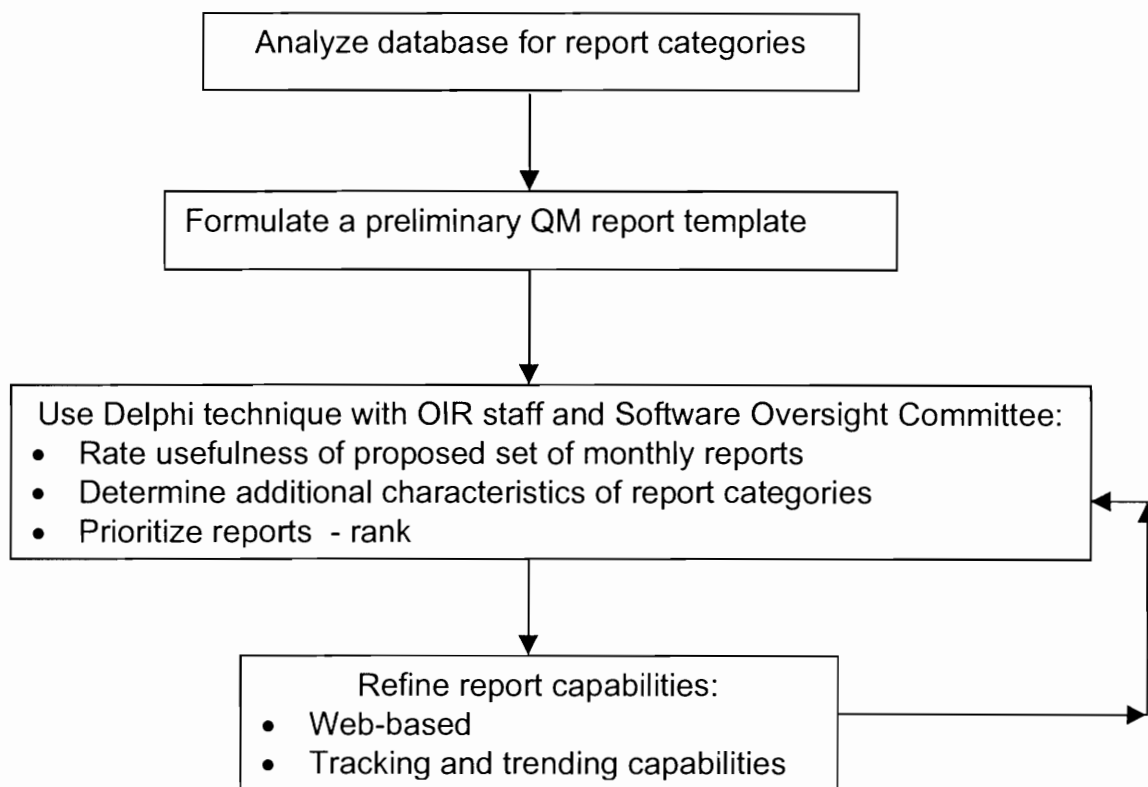 Analyze database for report categories
Formulate a preliminary QM report template
Use Delphi technique with OIR staff and Software Oversight Committee:
• Rate usefulness of proposed set of monthly reports
• Determine additional characteristics of report categories
• Prioritize reports - rank
Refine report capabilities:
• Web-based
• Tracking and trending capabilities